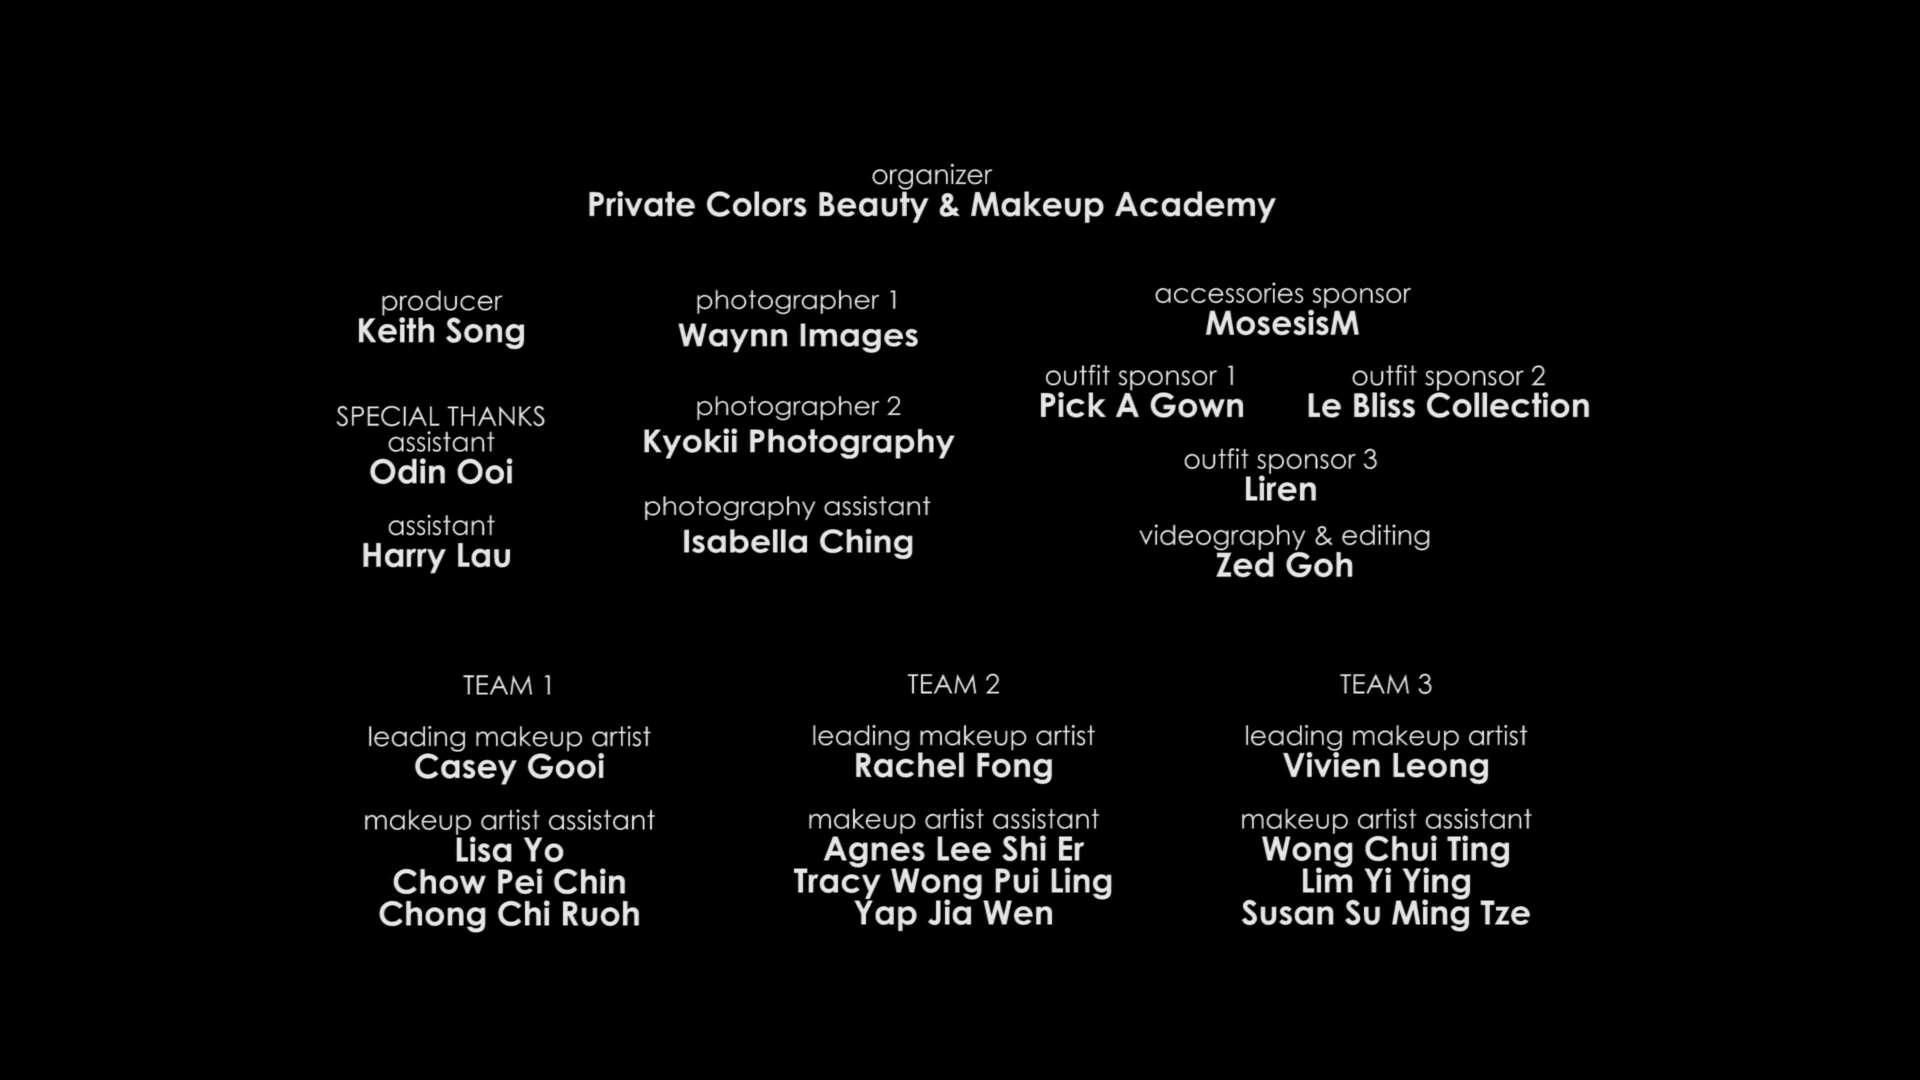 organizer
Private Colors Beauty & Makeup Academy
producer
Keith Song
SPECIAL THANKS
assistant
Odin Ooi
assistant
Harry Lau
photographer 1
Waynn Images
photographer 2
Kyokii Photography
photography assistant
Isabella Ching
accessories sponsor
MosesisM
outfit sponsor 1
Pick A Gown
outfit sponsor 2
Le Bliss Collection
outfit sponsor 3
Liren
videography & editing
Zed Goh
TEAM 1
leading makeup artist
Casey Gooi
makeup artist assistant
Lisa Yo
Chow Pei Chin
Chong Chi Ruoh
TEAM 2
leading makeup artist
Rachel Fong
makeup artist assistant
Agnes Lee Shi Er
Tracy Wong Pui Ling
Yap Jia Wen
TEAM 3
leading makeup artist
Vivien Leong
makeup artist assistant
Wong Chui Ting
Lim Yi Ying
Susan Su Ming Tze